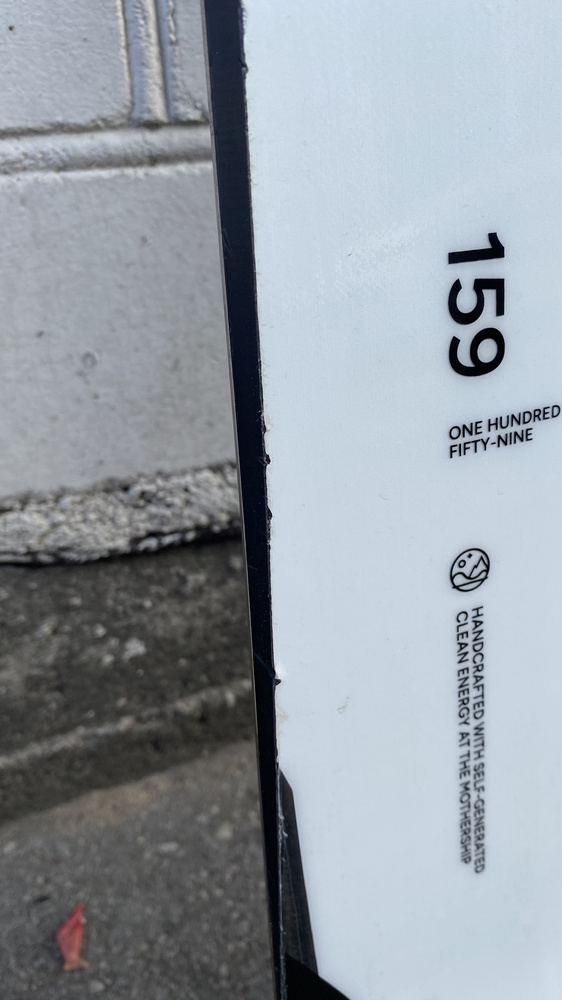 159
ONE HUNDRED
FIFTY-NINE
HANDCRAFTED WITH SELF-GENERATED
CLEAN ENERGY AT THE MOTHERSHIP